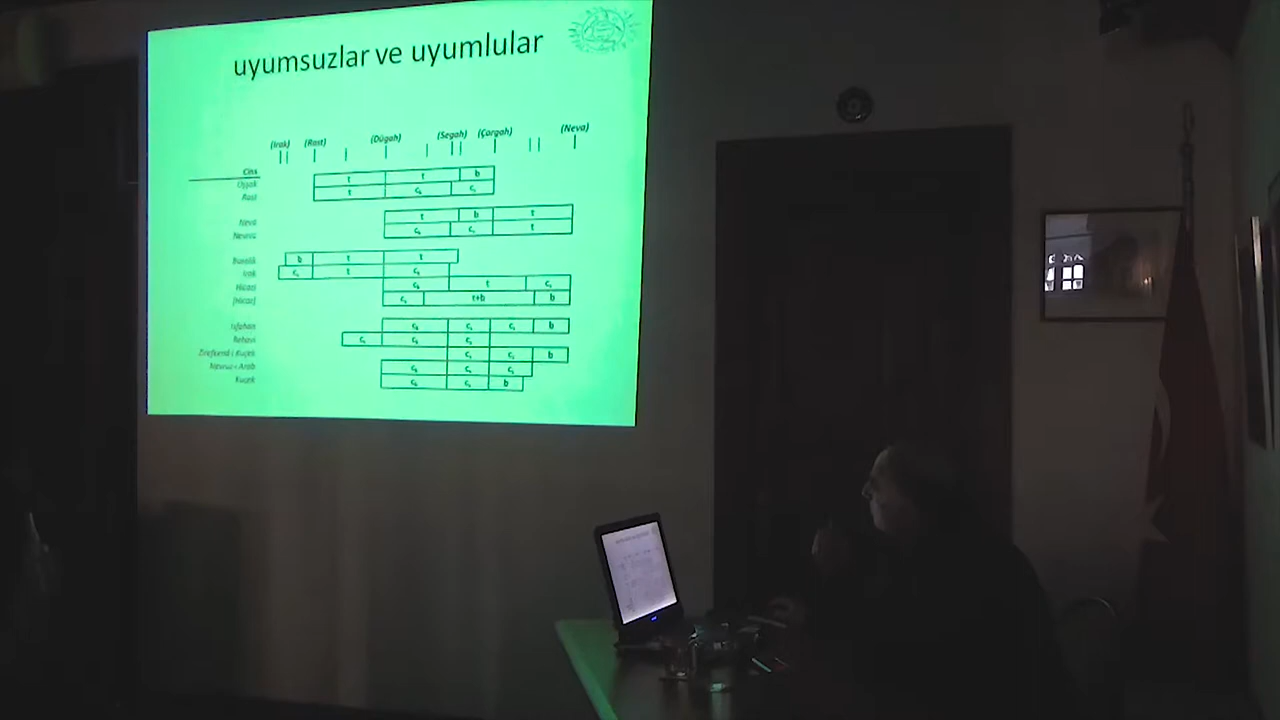 uyumsuzlar ve uyumlular
(Irak) (Rast) (Dügah) (Segah) (Çargah) (Neva)
Cins
Uşşak t t b
Rast t c c
Neva t b t
Nevruz c c t
Buselik b t t
Irak c t c
Hicazi c t c
[Hicaz] c t+b b
Isfahan c c c b
Rehavi c c c
Zirefkend-i Kuçek c c b
Nevruz-ı Arab c c c
Kuçek c c b